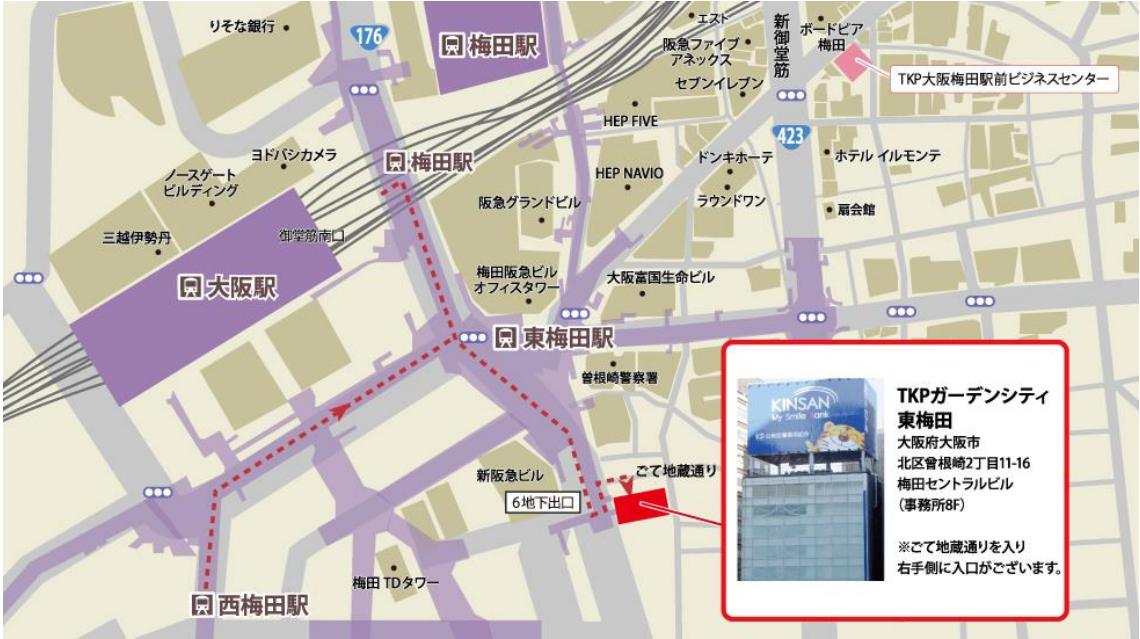 りそな銀行
176
梅田駅
エスト
阪急ファイブ
アネックス
セブンイレブン
新御堂筋
ボードピア
梅田
TKP大阪梅田駅前ビジネスセンター
HEP FIVE
423
ヨドバシカメラ
梅田駅
ノースゲート
ビルディング
HEP NAVIO
ドンキホーテ
ラウンドワン
ホテル イルモンテ
扇会館
阪急グランドビル
三越伊勢丹
御堂筋南口
大阪駅
梅田阪急ビル
オフィスタワー
大阪富国生命ビル
東梅田駅
曽根崎警察署
新阪急ビル
ごて地蔵通り
6地下出口
梅田 TDタワー
西梅田駅
KINSAN
My Smile Bank
TKPガーデンシティ
東梅田
大阪府大阪市
北区曾根崎2丁目11-16
梅田セントラルビル
(事務所8F)
※ごて地蔵通りを入り
右手側に入口がございます。